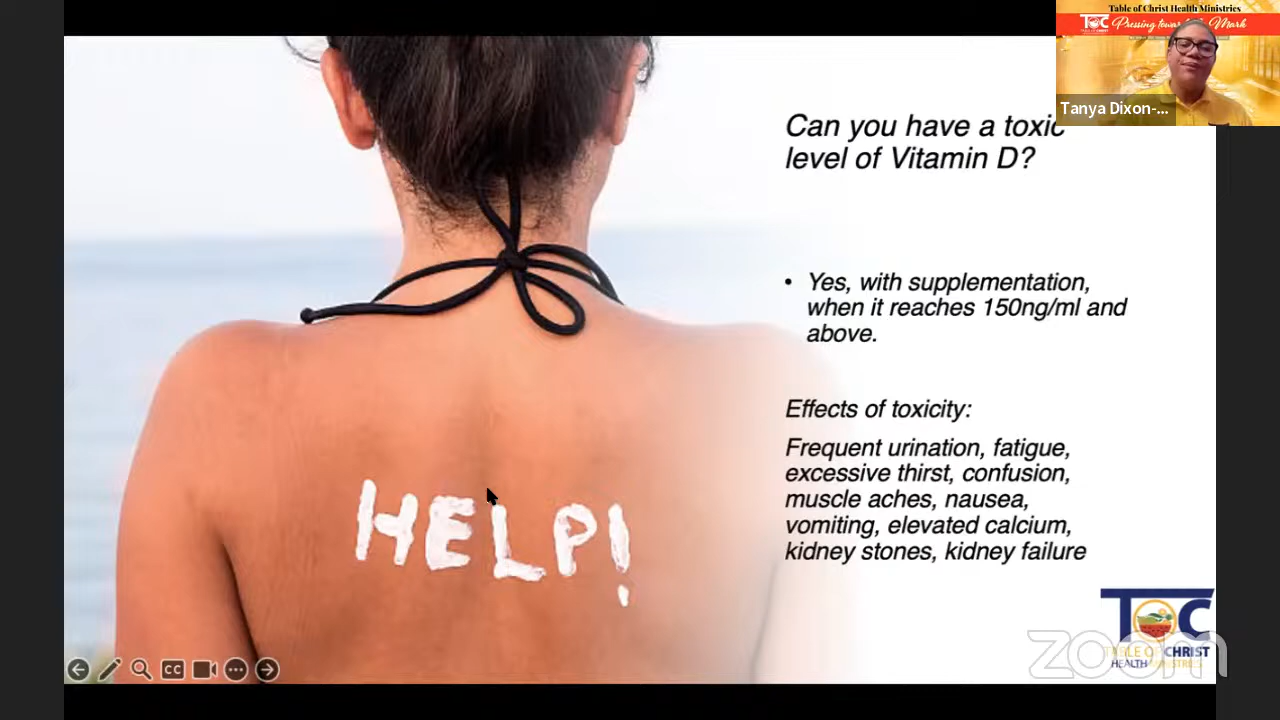 Table of Christ Health Ministries
TOC Pressing toward the Mark
Tanya Dixon-...
Can you have a toxic
level of Vitamin D?
• Yes, with supplementation,
when it reaches 150ng/ml and
above.
Effects of toxicity:
Frequent urination, fatigue,
excessive thirst, confusion,
muscle aches, nausea,
vomiting, elevated calcium,
kidney stones, kidney failure
HELP!
TOC
TABLE OF CHRIST
HEALTH MINISTRIES
zoom
CC